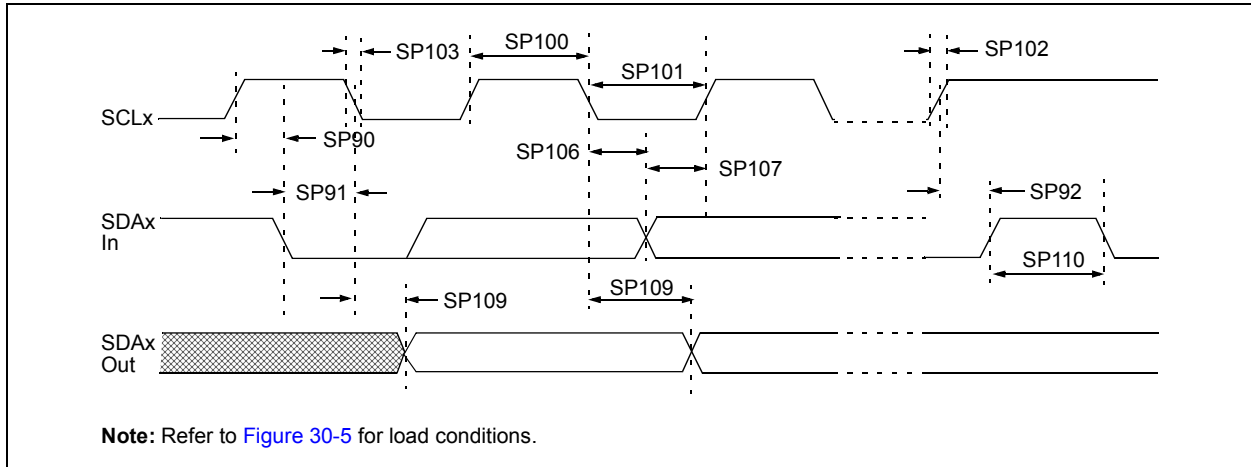 SP103
SP100
SP102
SP101
SCLx
SP90
SP106
SP107
SP91
SP92
SDAx
In
SP110
SP109
SP109
SDAx
Out
Note: Refer to Figure 30-5 for load conditions.